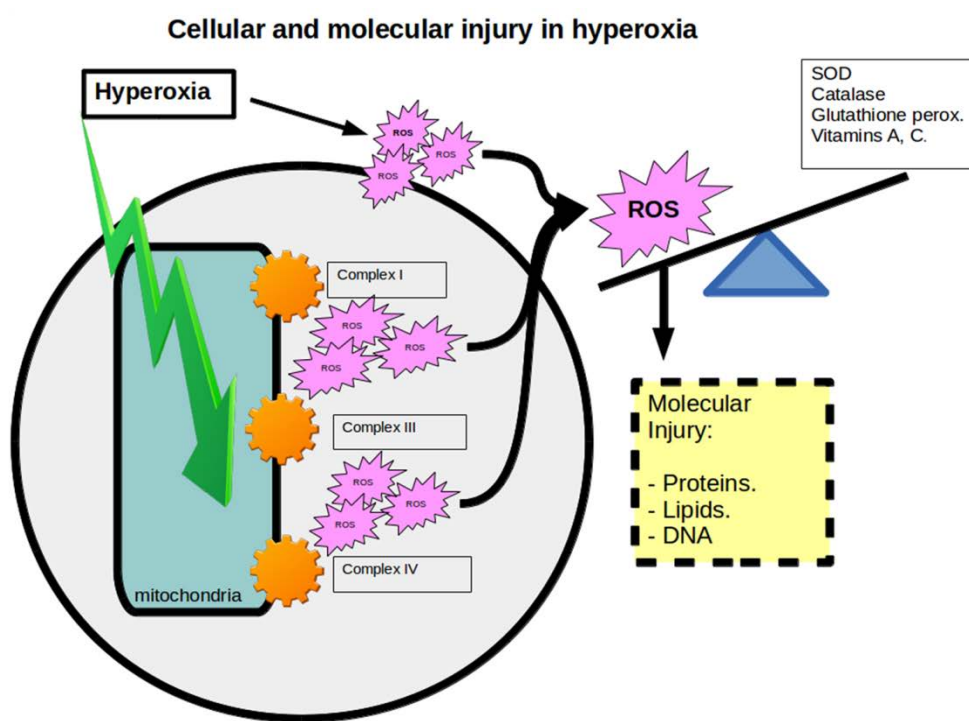 Cellular and molecular injury in hyperoxia
Hyperoxia
ROS
ROS
ROS
SOD
Catalase
Glutathione perox.
Vitamins A, C.
ROS
Complex I
ROS
ROS
ROS
Complex III
ROS
ROS
ROS
Complex IV
mitochondria
Molecular
Injury:
- Proteins.
- Lipids.
- DNA